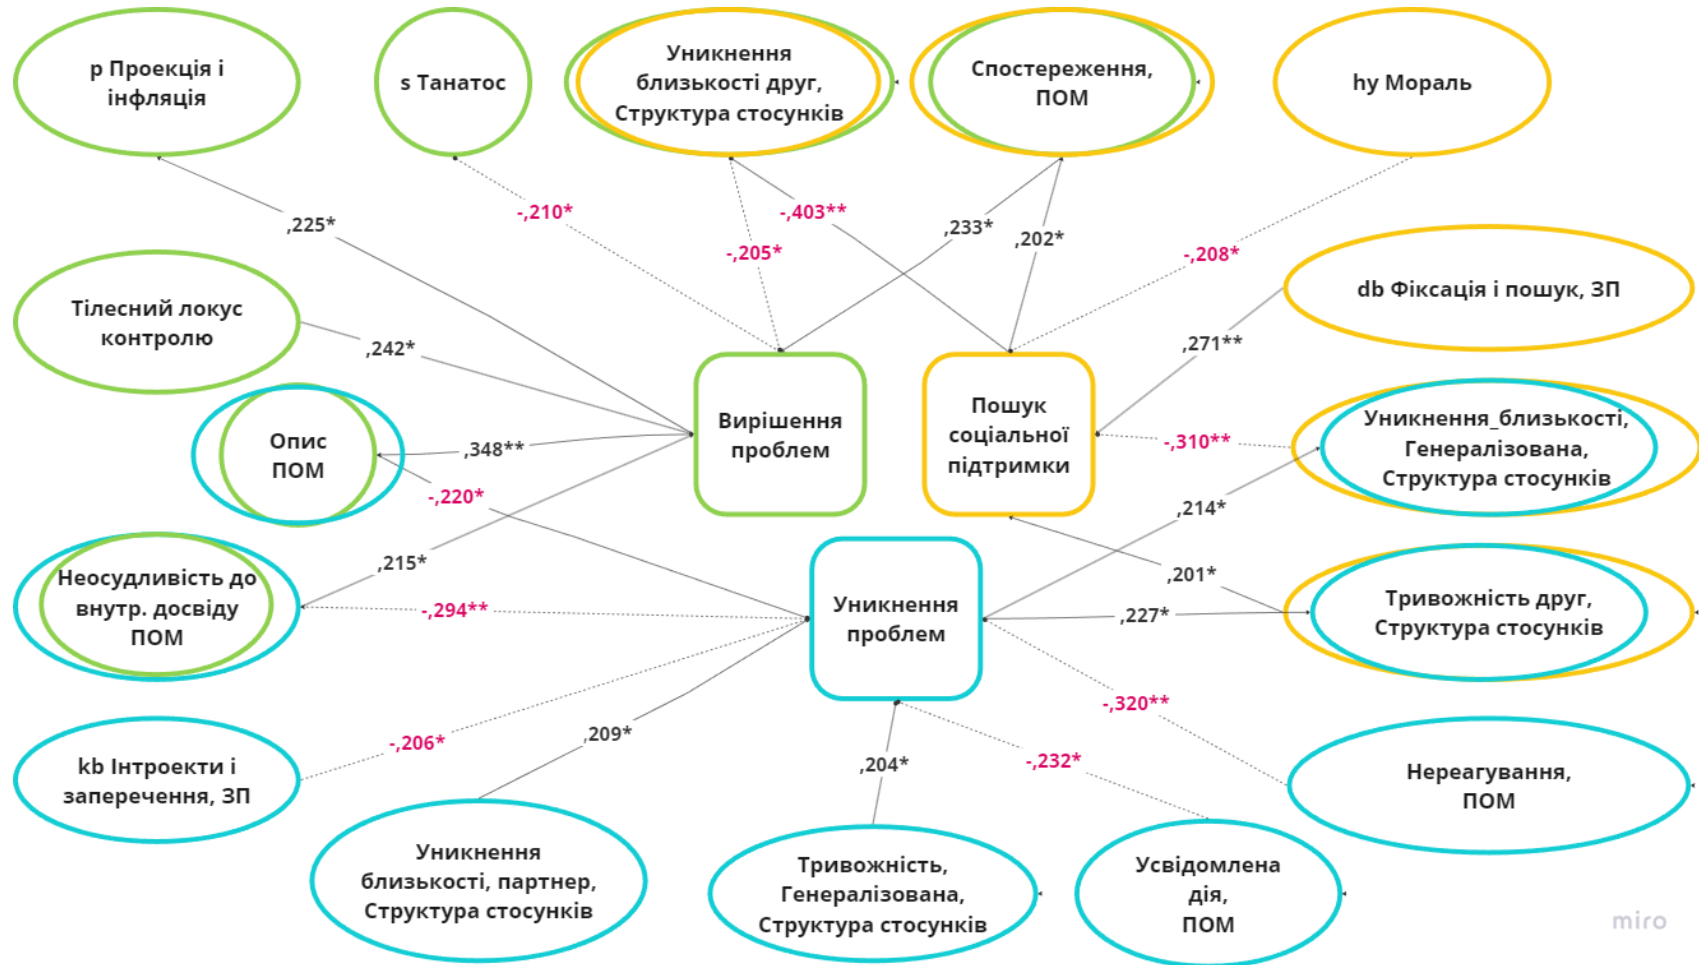 p Проекція і
інфляція
s Танатос
Уникнення
близькості друг,
Структура стосунків
Спостереження,
ПОМ
hy Мораль
,225*
-,210*
-,205*
-,403**
,233*
,202*
-,208*
Тілесний локус
контролю
,242*
db Фіксація і пошук, ЗП
,271**
Опис
ПОМ
,348**
-,220*
Вирішення
проблем
Пошук
соціальної
підтримки
-,310**
Уникнення_близькості,
Генералізована,
Структура стосунків
,214*
Неосудливість до
внутр. досвіду
ПОМ
,215*
-,294**
Уникнення
проблем
,201*
,227*
Тривожність друг,
Структура стосунків
kb Інтроекти і
заперечення, ЗП
-,206*
,209*
,204*
-,232*
-,320**
Нереагування,
ПОМ
Уникнення
близькості, партнер,
Структура стосунків
Тривожність,
Генералізована,
Структура стосунків
Усвідомлена
дія,
ПОМ
miro